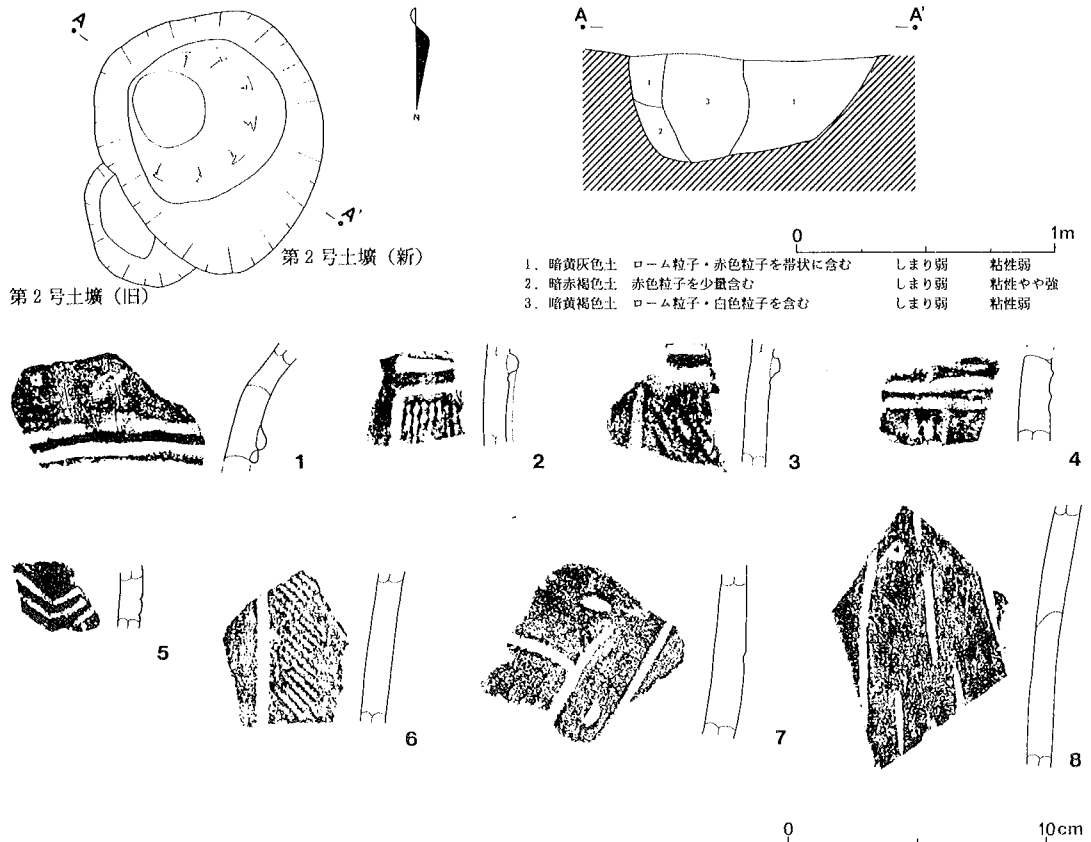 A
A'
N
第2号土壙(新)
第2号土壙(旧)
A
A'
1
2
3
1
0 1m
1. 暗黄灰色土 ローム粒子・赤色粒子を帯状に含む しまり弱 粘性弱
2. 暗赤褐色土 赤色粒子を少量含む しまり弱 粘性やや強
3. 暗黄褐色土 ローム粒子・白色粒子を含む しまり弱 粘性弱
1
2
3
4
5
6
7
8
0 10cm